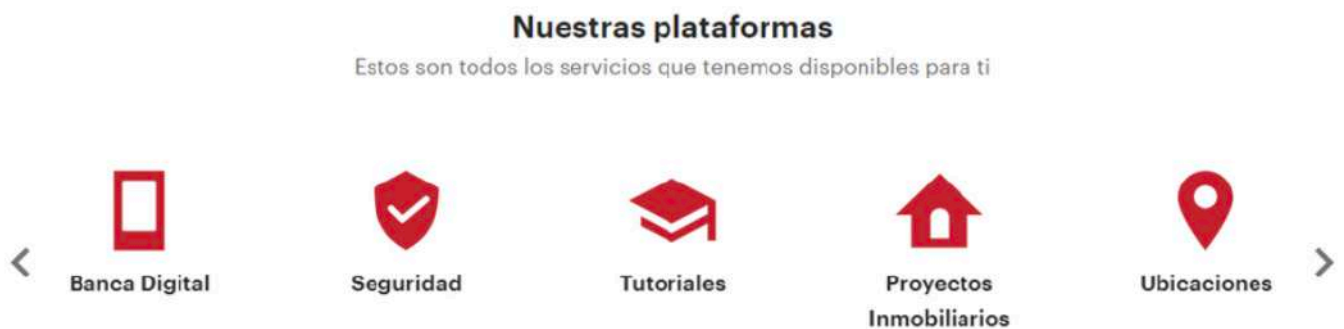 Nuestras plataformas
Estos son todos los servicios que tenemos disponibles para ti
Banca Digital
Seguridad
Tutoriales
Proyectos
Inmobiliarios
Ubicaciones